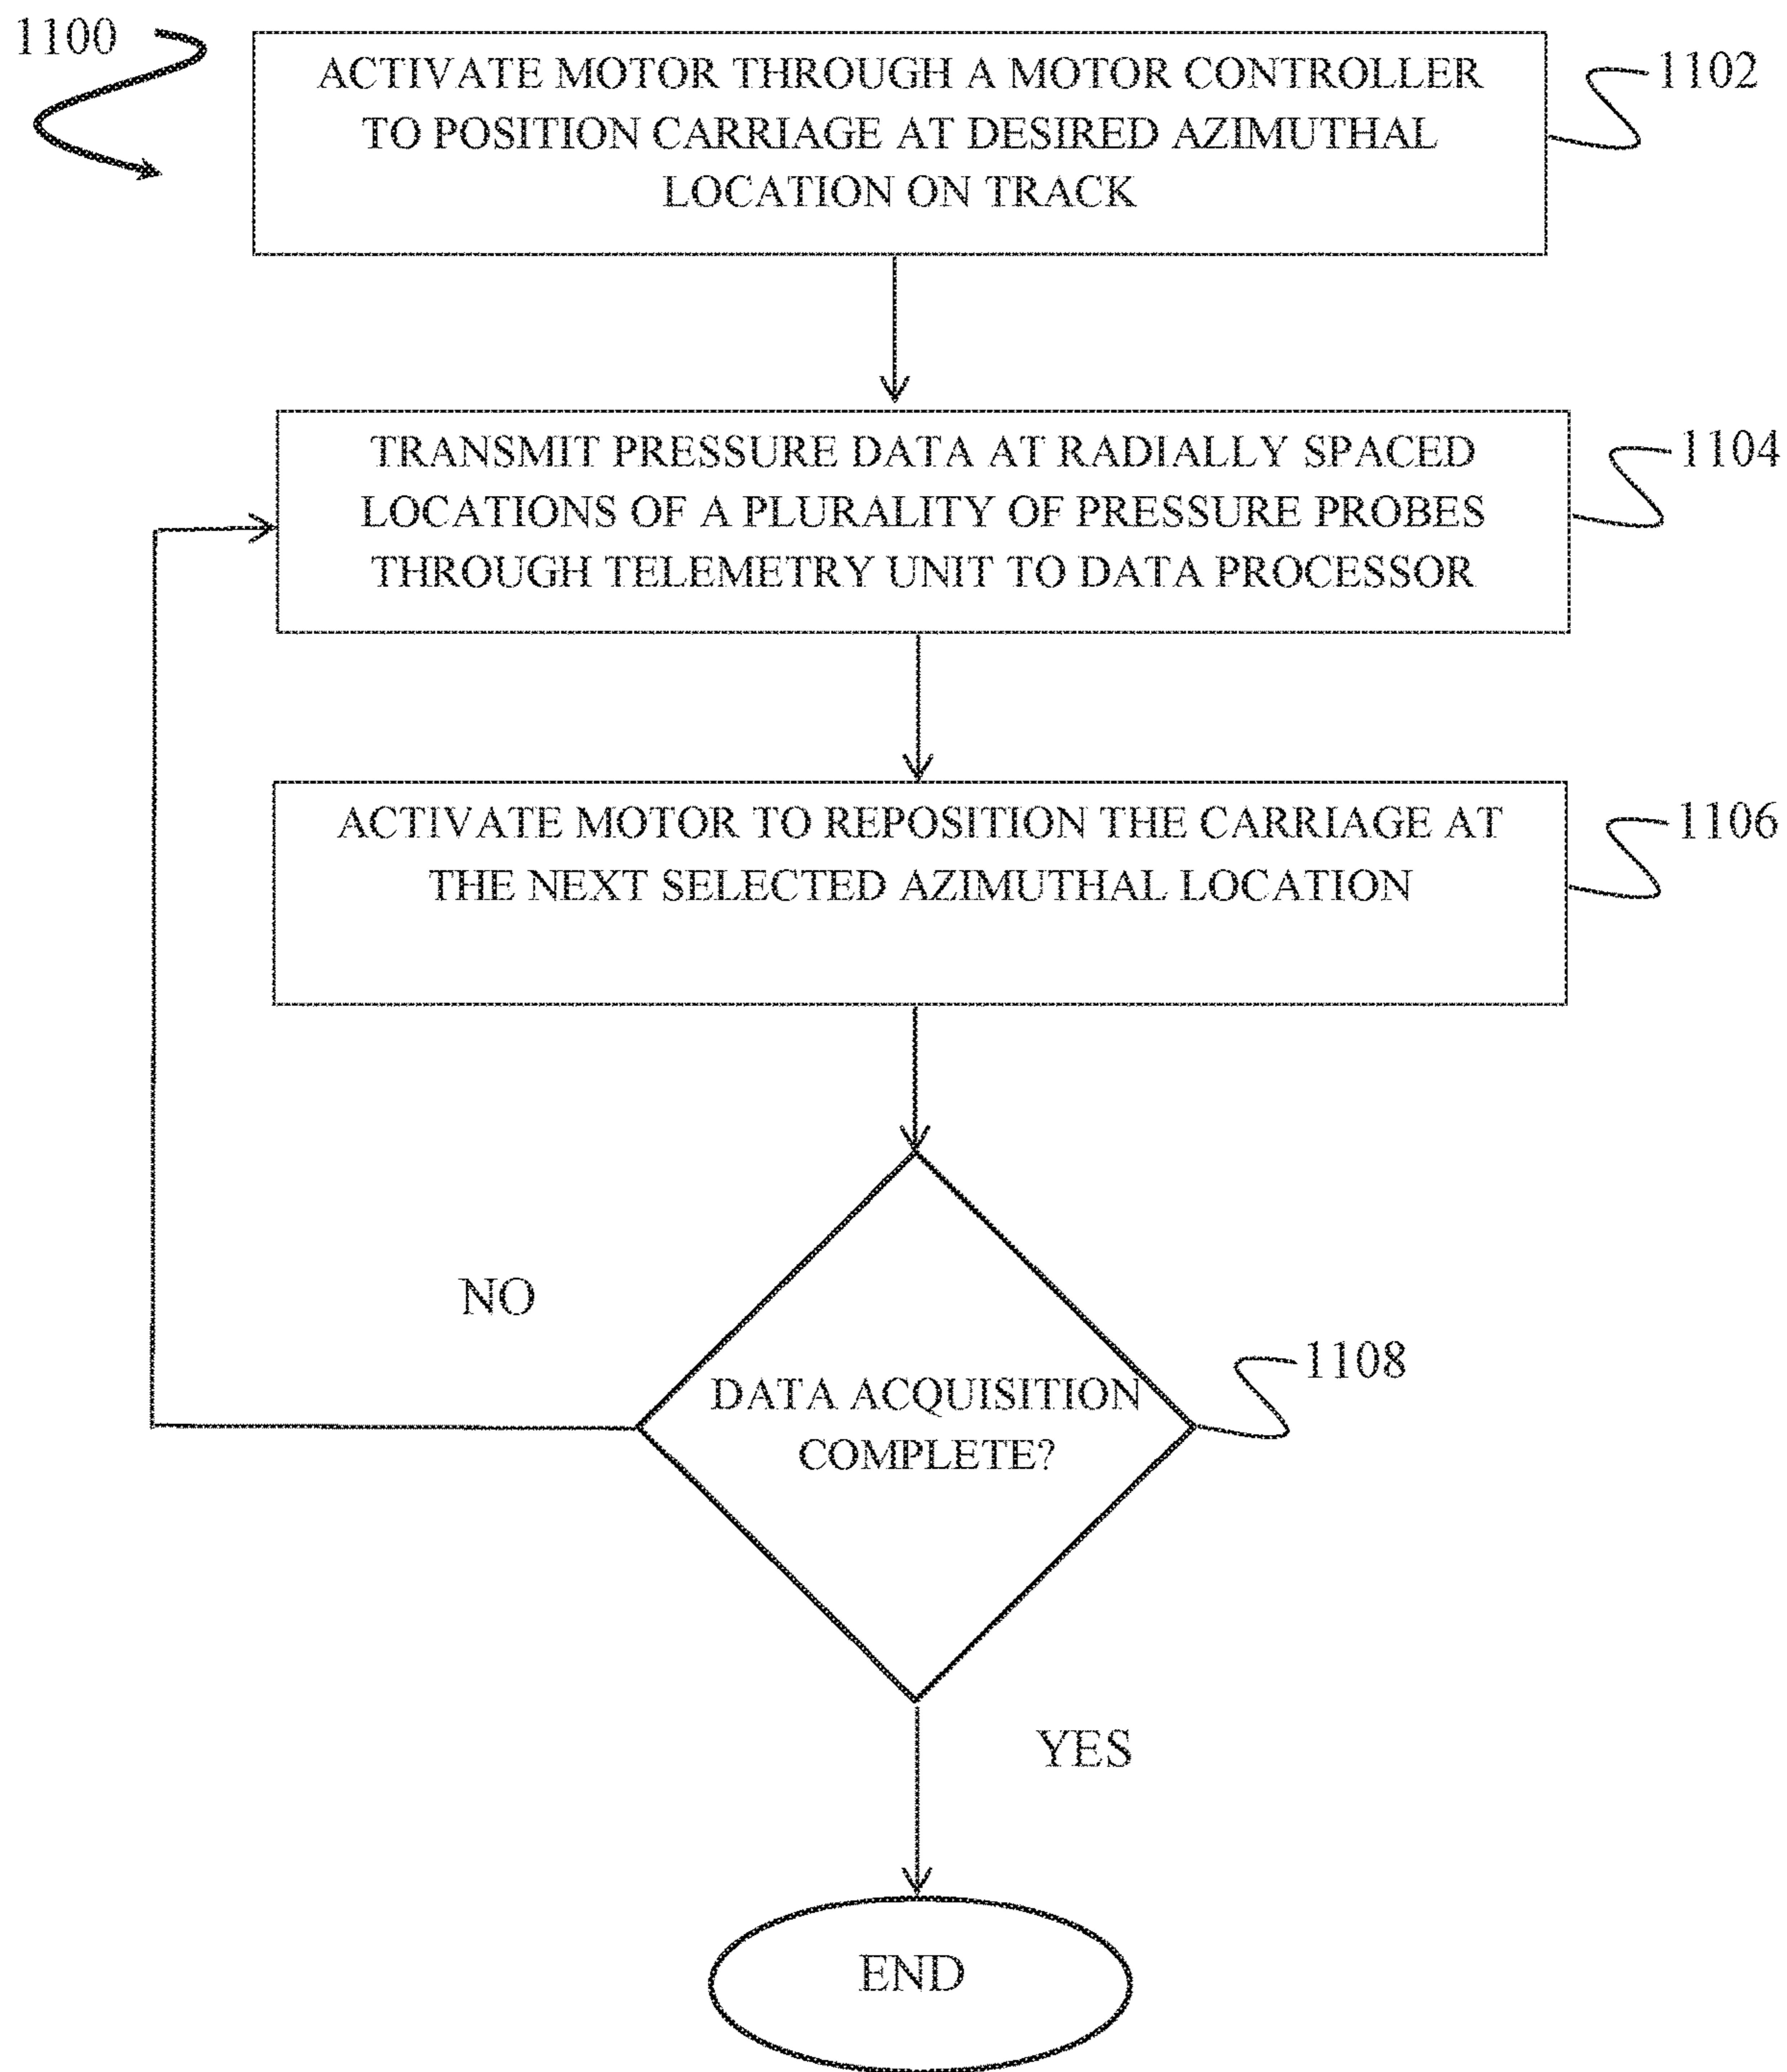 1100
ACTIVATE MOTOR THROUGH A MOTOR CONTROLLER
TO POSITION CARRIAGE AT DESIRED AZIMUTHAL
LOCATION ON TRACK
1102
TRANSMIT PRESSURE DATA AT RADIALLY SPACED
LOCATIONS OF A PLURALITY OF PRESSURE PROBES
THROUGH TELEMETRY UNIT TO DATA PROCESSOR
1104
ACTIVATE MOTOR TO REPOSITION THE CARRIAGE AT
THE NEXT SELECTED AZIMUTHAL LOCATION
1106
NO
DATA ACQUISITION
COMPLETE?
1108
YES
END